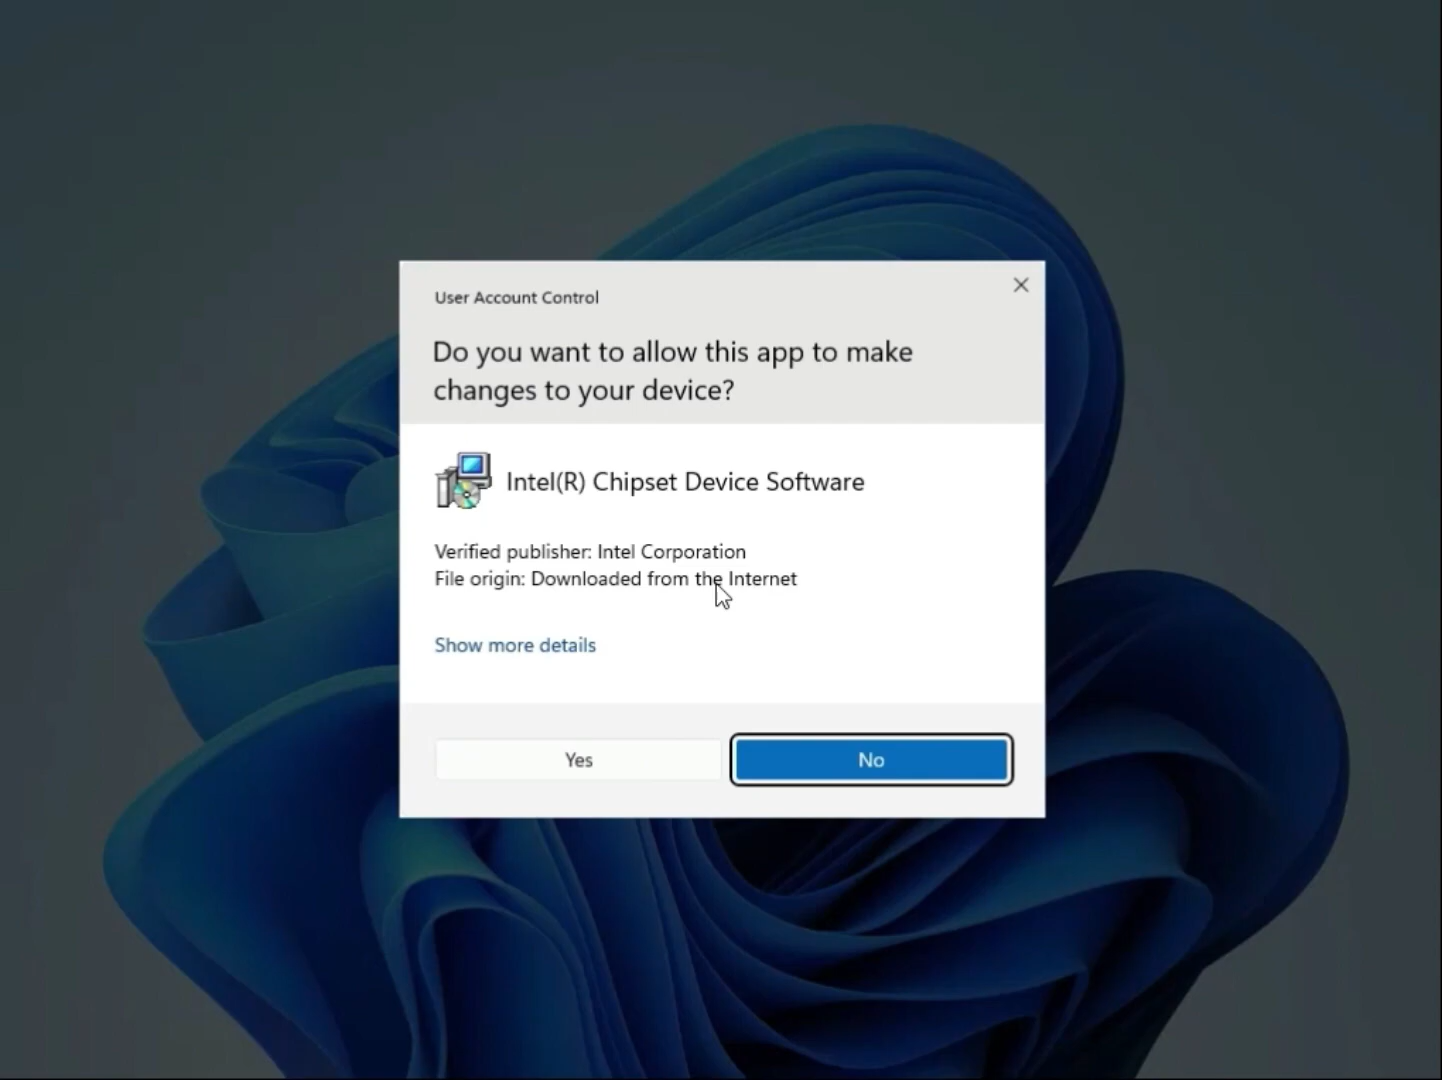 User Account Control
Do you want to allow this app to make
changes to your device?
Intel(R) Chipset Device Software
Verified publisher: Intel Corporation
File origin: Downloaded from the Internet
Show more details
Yes
No